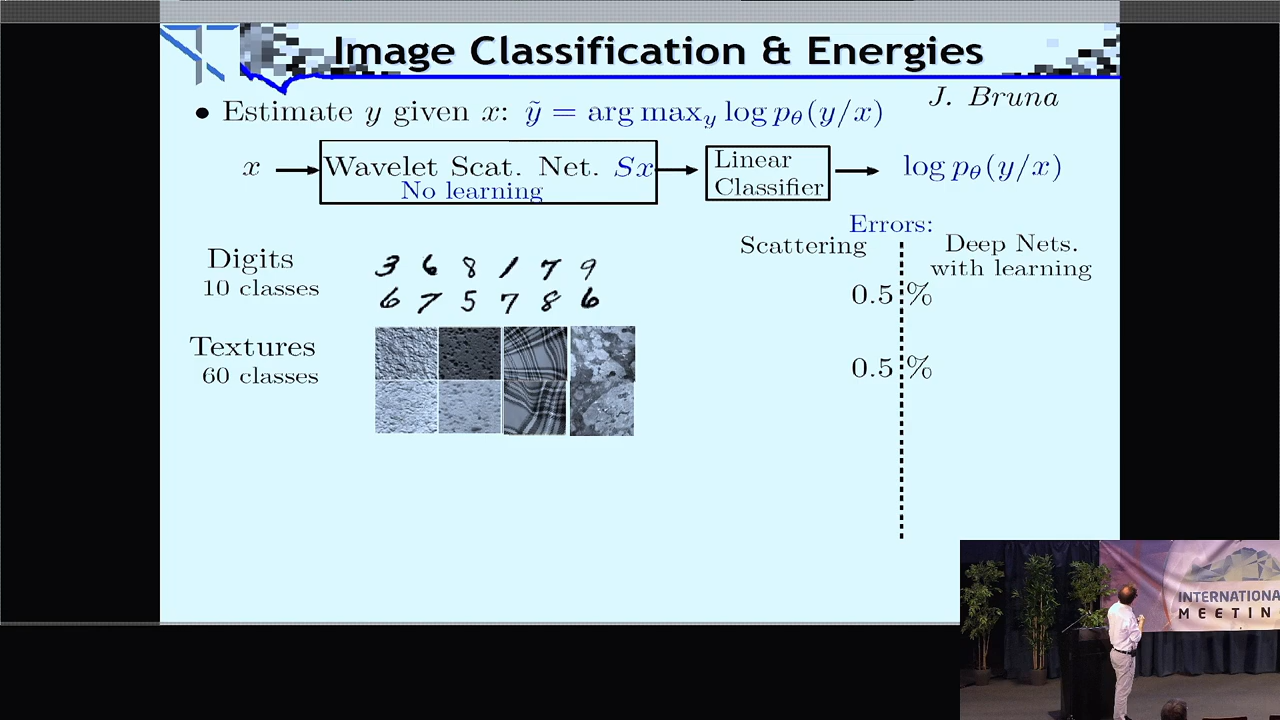 Image Classification & Energies
J. Bruna
• Estimate y given x: ỹ = arg max_y log p_θ(y/x)
x
Wavelet Scat. Net. Sx
No learning
Linear
Classifier
log p_θ(y/x)
Errors:
Scattering
Deep Nets.
with learning
Digits
10 classes
3 6 8 1 7 9
6 7 5 7 8 6
0.5 %
Textures
60 classes
0.5 %
INTERNATIONA
MEETIN